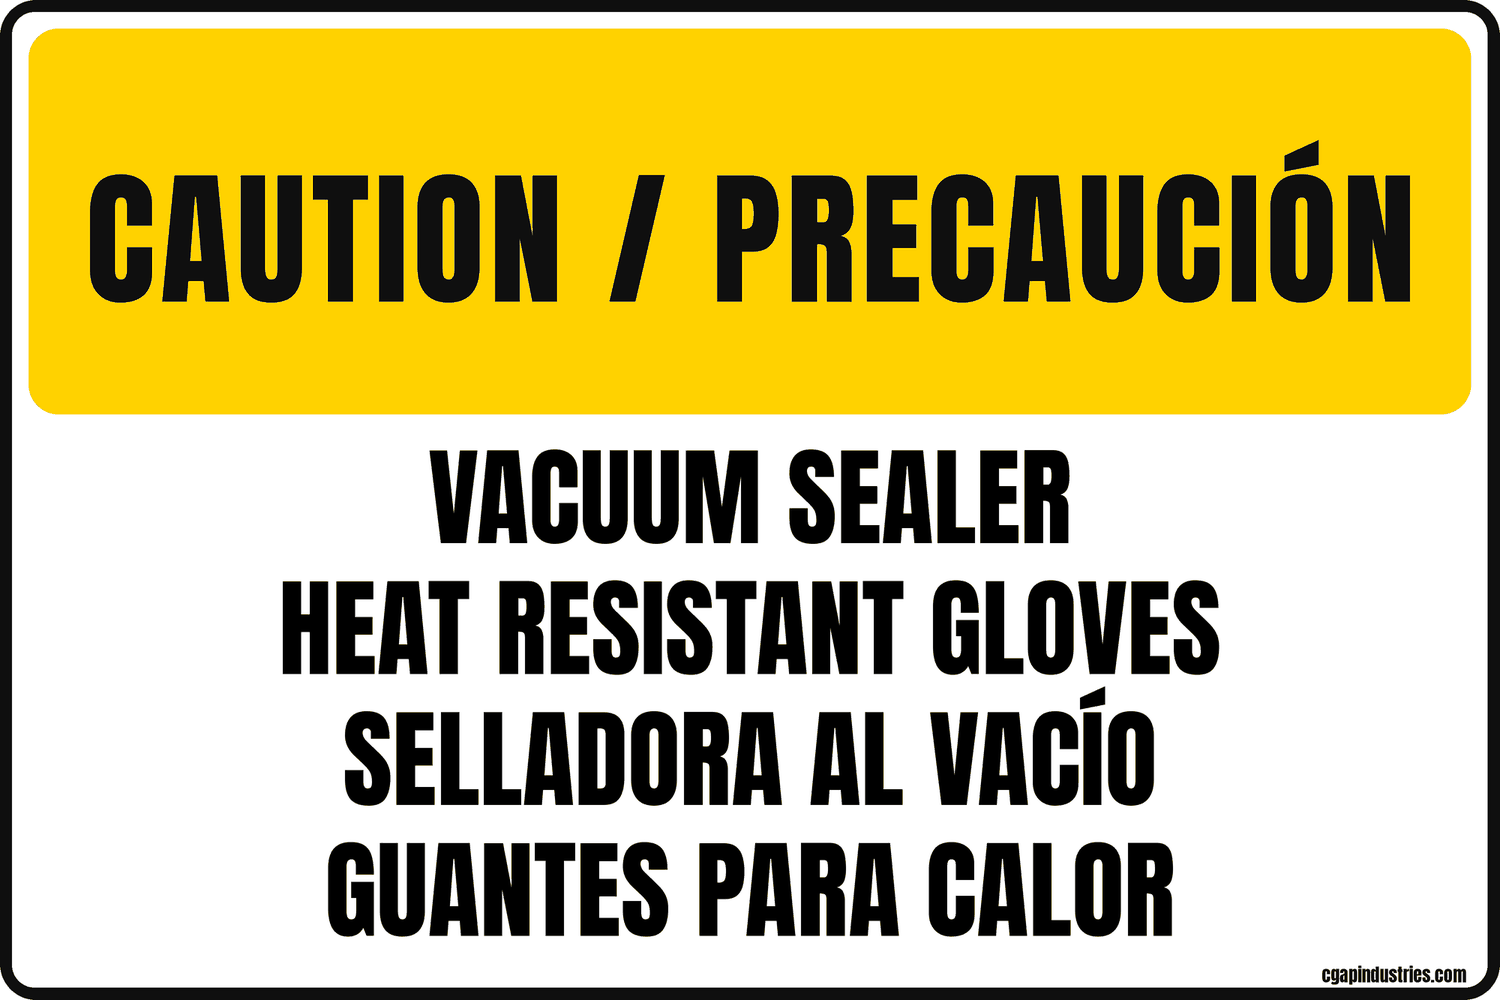 CAUTION / PRECAUCIÓN
VACUUM SEALER
HEAT RESISTANT GLOVES
SELLADORA AL VACÍO
GUANTES PARA CALOR
cgapindustries.com